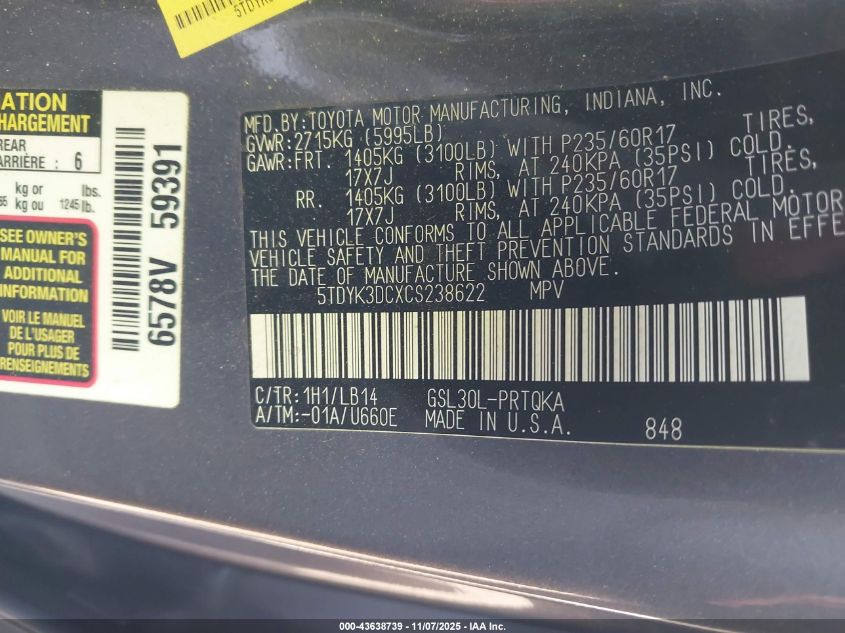 5TDYK
ATION
HARGEMENT
REAR
ARRIÈRE : 6
kg or lbs.
kg ou 1245 lb.
SEE OWNER'S
MANUAL FOR
ADDITIONAL
INFORMATION
VOIR LE MANUEL
DE L'USAGER
POUR PLUS DE
RENSEIGNEMENTS
6578V 59391
MFD. BY: TOYOTA MOTOR MANUFACTURING, INDIANA, INC.
GVWR: 2715KG (5995LB)
GAWR: FRT. 1405KG (3100LB) WITH P235/60R17 TIRES,
17X7J RIMS, AT 240KPA (35PSI) COLD.
RR. 1405KG (3100LB) WITH P235/60R17 TIRES,
17X7J RIMS, AT 240KPA (35PSI) COLD.
THIS VEHICLE CONFORMS TO ALL APPLICABLE FEDERAL MOTOR
VEHICLE SAFETY AND THEFT PREVENTION STANDARDS IN EFFE
THE DATE OF MANUFACTURE SHOWN ABOVE.
5TDYK3DCXCS238622 MPV
C/TR: 1H1/LB14 GSL30L-PRTQKA
A/TM: -01A/U660E MADE IN U.S.A. 848
000-43638739 - 11/07/2025 - IAA Inc.